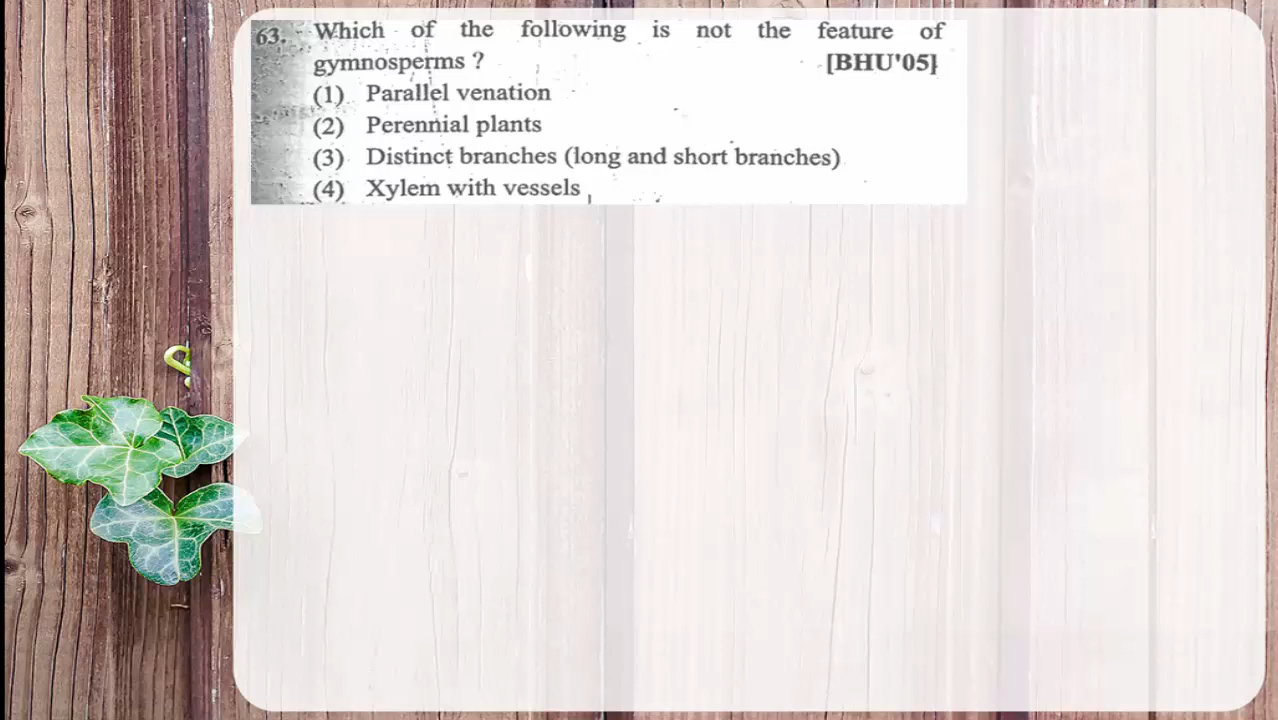 63. Which of the following is not the feature of
gymnosperms ? [BHU'05]
(1) Parallel venation
(2) Perennial plants
(3) Distinct branches (long and short branches)
(4) Xylem with vessels